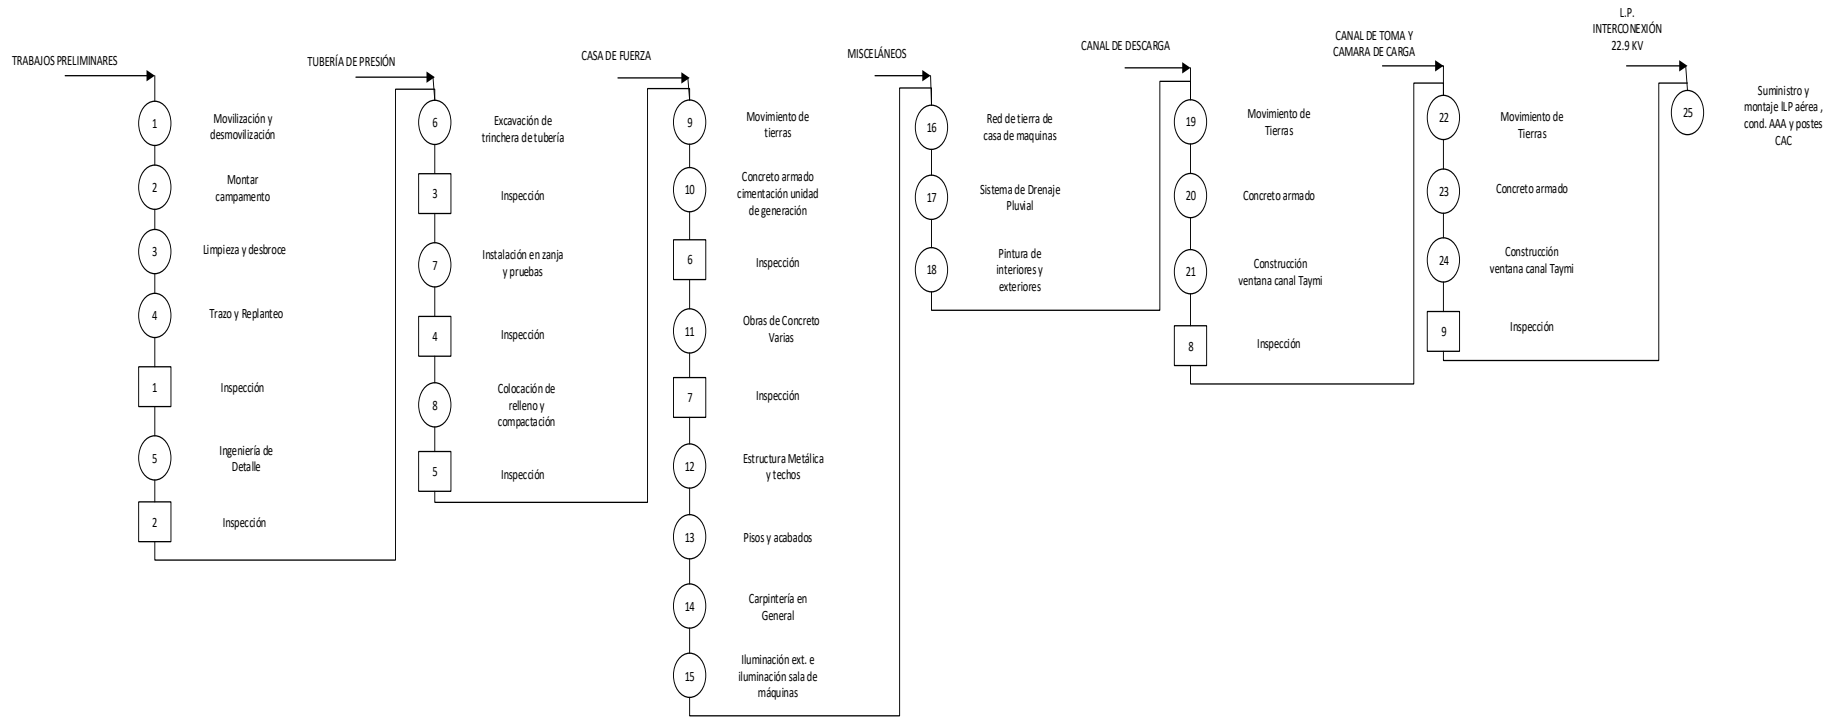 TRABAJOS PRELIMINARES
1
Movilización y
desmovilización
2
Montar
campamento
3
Limpieza y desbroce
4
Trazo y Replanteo
1
Inspección
5
Ingeniería de
Detalle
2
Inspección
TUBERÍA DE PRESIÓN
6
Excavación de
trinchera de tubería
3
Inspección
7
Instalación en zanja
y pruebas
4
Inspección
8
Colocación de
relleno y
compactación
5
Inspección
CASA DE FUERZA
9
Movimiento de
tierras
10
Concreto armado
cimentación unidad
de generación
6
Inspección
11
Obras de Concreto
Varias
7
Inspección
12
Estructura Metálica
y techos
13
Pisos y acabados
14
Carpintería en
General
15
Iluminación ext. e
iluminación sala de
máquinas
MISCELÁNEOS
16
Red de tierra de
casa de maquinas
17
Sistema de Drenaje
Pluvial
18
Pintura de
interiores y
exteriores
CANAL DE DESCARGA
19
Movimiento de
Tierras
20
Concreto armado
21
Construcción
ventana canal Taymi
8
Inspección
CANAL DE TOMA Y
CAMARA DE CARGA
22
Movimiento de
Tierras
23
Concreto armado
24
Construcción
ventana canal Taymi
9
Inspección
L.P.
INTERCONEXIÓN
22.9 KV
25
Suministro y
montaje lLP aérea ,
cond. AAA y postes
CAC